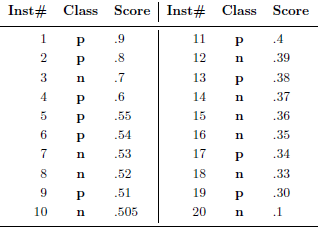 Inst# Class Score Inst# Class Score
1 p .9 11 p .4
2 p .8 12 n .39
3 n .7 13 p .38
4 p .6 14 n .37
5 p .55 15 n .36
6 p .54 16 n .35
7 n .53 17 p .34
8 n .52 18 n .33
9 p .51 19 p .30
10 n .505 20 n .1